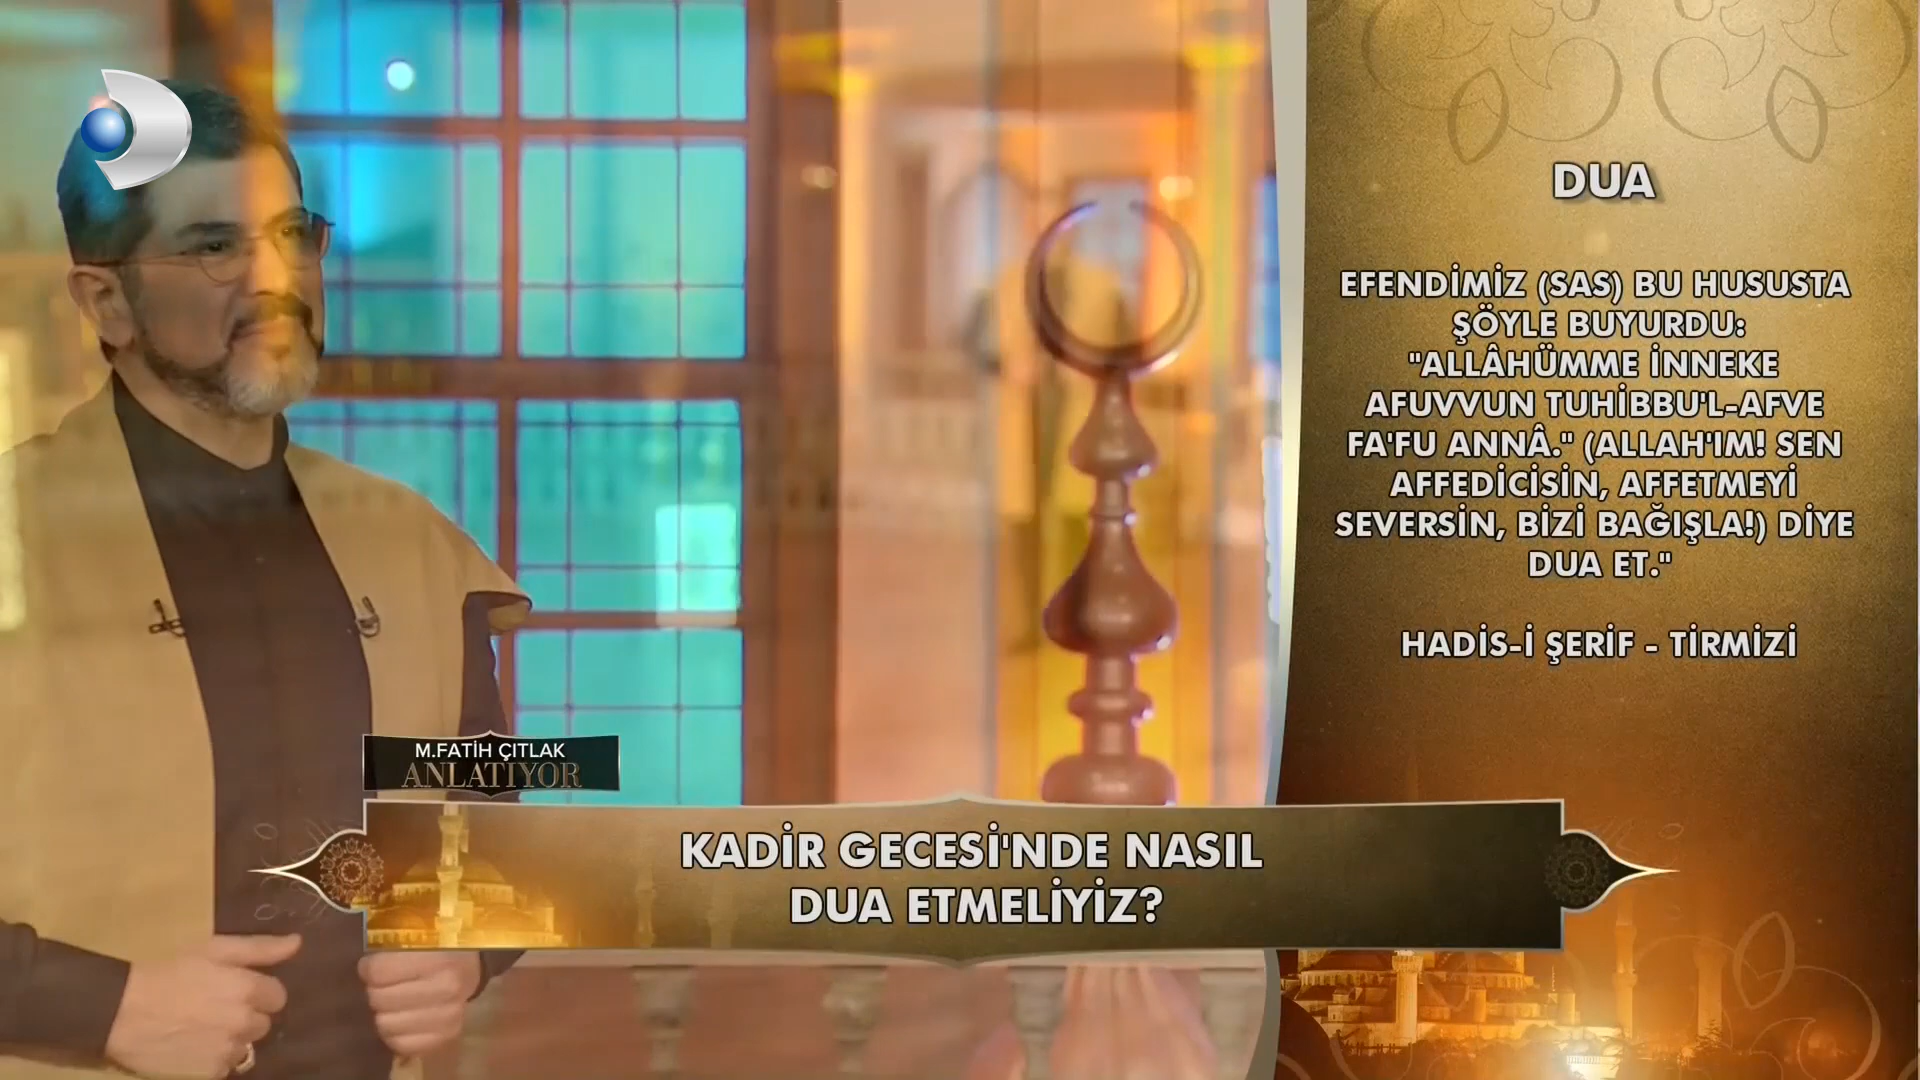 DUA
EFENDİMİZ (SAS) BU HUSUSTA
ŞÖYLE BUYURDU:
"ALLÂHÜMME İNNEKE
AFUVVUN TUHİBBU'L-AFVE
FA'FU ANNÂ." (ALLAH'IM! SEN
AFFEDİCİSİN, AFFETMEYİ
SEVERSİN, BİZİ BAĞIŞLA!) DİYE
DUA ET."
HADİS-İ ŞERİF - TİRMİZİ
M.FATİH ÇITLAK
ANLATIYOR
KADİR GECESİ'NDE NASIL
DUA ETMELİYİZ?